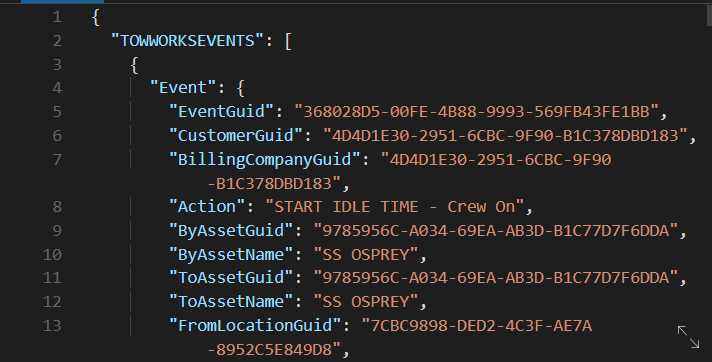 1 {
2 "TOWWORKSEVENTS": [
3 {
4 "Event": {
5 "EventGuid": "368028D5-00FE-4B88-9993-569FB43FE1BB",
6 "CustomerGuid": "4D4D1E30-2951-6CBC-9F90-B1C378DBD183",
7 "BillingCompanyGuid": "4D4D1E30-2951-6CBC-9F90
-B1C378DBD183",
8 "Action": "START IDLE TIME - Crew On",
9 "ByAssetGuid": "9785956C-A034-69EA-AB3D-B1C77D7F6DDA",
10 "ByAssetName": "SS OSPREY",
11 "ToAssetGuid": "9785956C-A034-69EA-AB3D-B1C77D7F6DDA",
12 "ToAssetName": "SS OSPREY",
13 "FromLocationGuid": "7CBC9898-DED2-4C3F-AE7A
-8952C5E849D8",